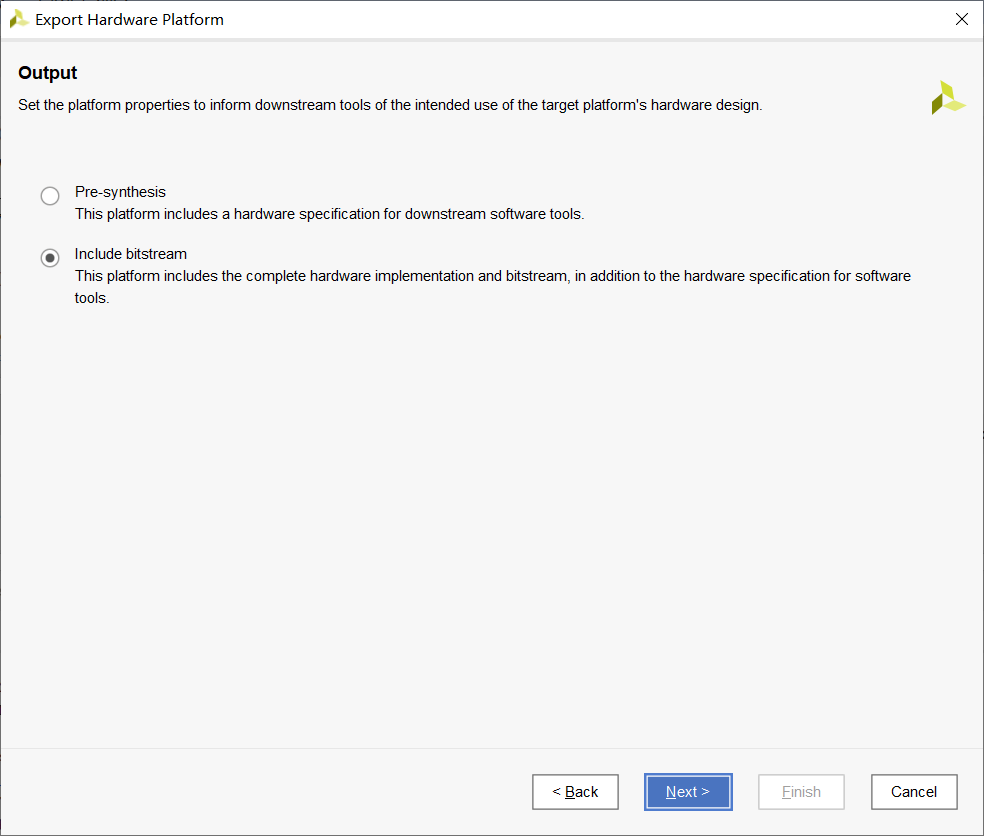 Export Hardware Platform
Output
Set the platform properties to inform downstream tools of the intended use of the target platform's hardware design.
Pre-synthesis
This platform includes a hardware specification for downstream software tools.
Include bitstream
This platform includes the complete hardware implementation and bitstream, in addition to the hardware specification for software
tools.
< Back Next > Finish Cancel